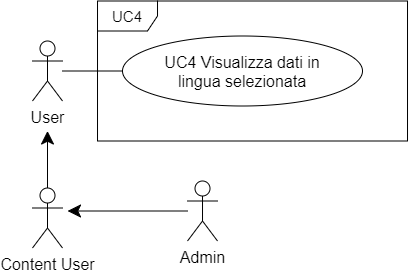 UC4
UC4 Visualizza dati in
lingua selezionata
User
Content User
Admin